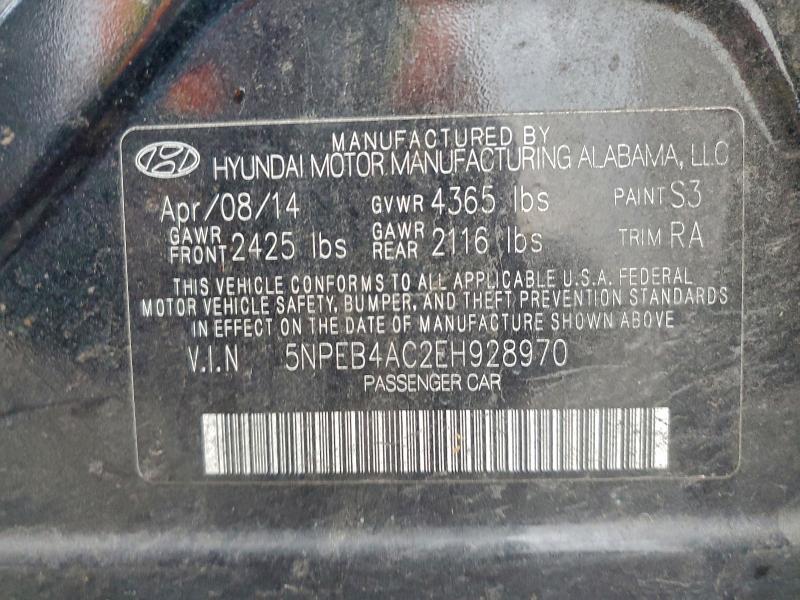 MANUFACTURED BY
HYUNDAI MOTOR MANUFACTURING ALABAMA, LLC
Apr/08/14 GVWR 4365 lbs PAINT S3
GAWR FRONT 2425 lbs GAWR REAR 2116 lbs TRIM RA
THIS VEHICLE CONFORMS TO ALL APPLICABLE U.S.A. FEDERAL
MOTOR VEHICLE SAFETY, BUMPER, AND THEFT PREVENTION STANDARDS
IN EFFECT ON THE DATE OF MANUFACTURE SHOWN ABOVE
V.I.N 5NPEB4AC2EH928970
PASSENGER CAR